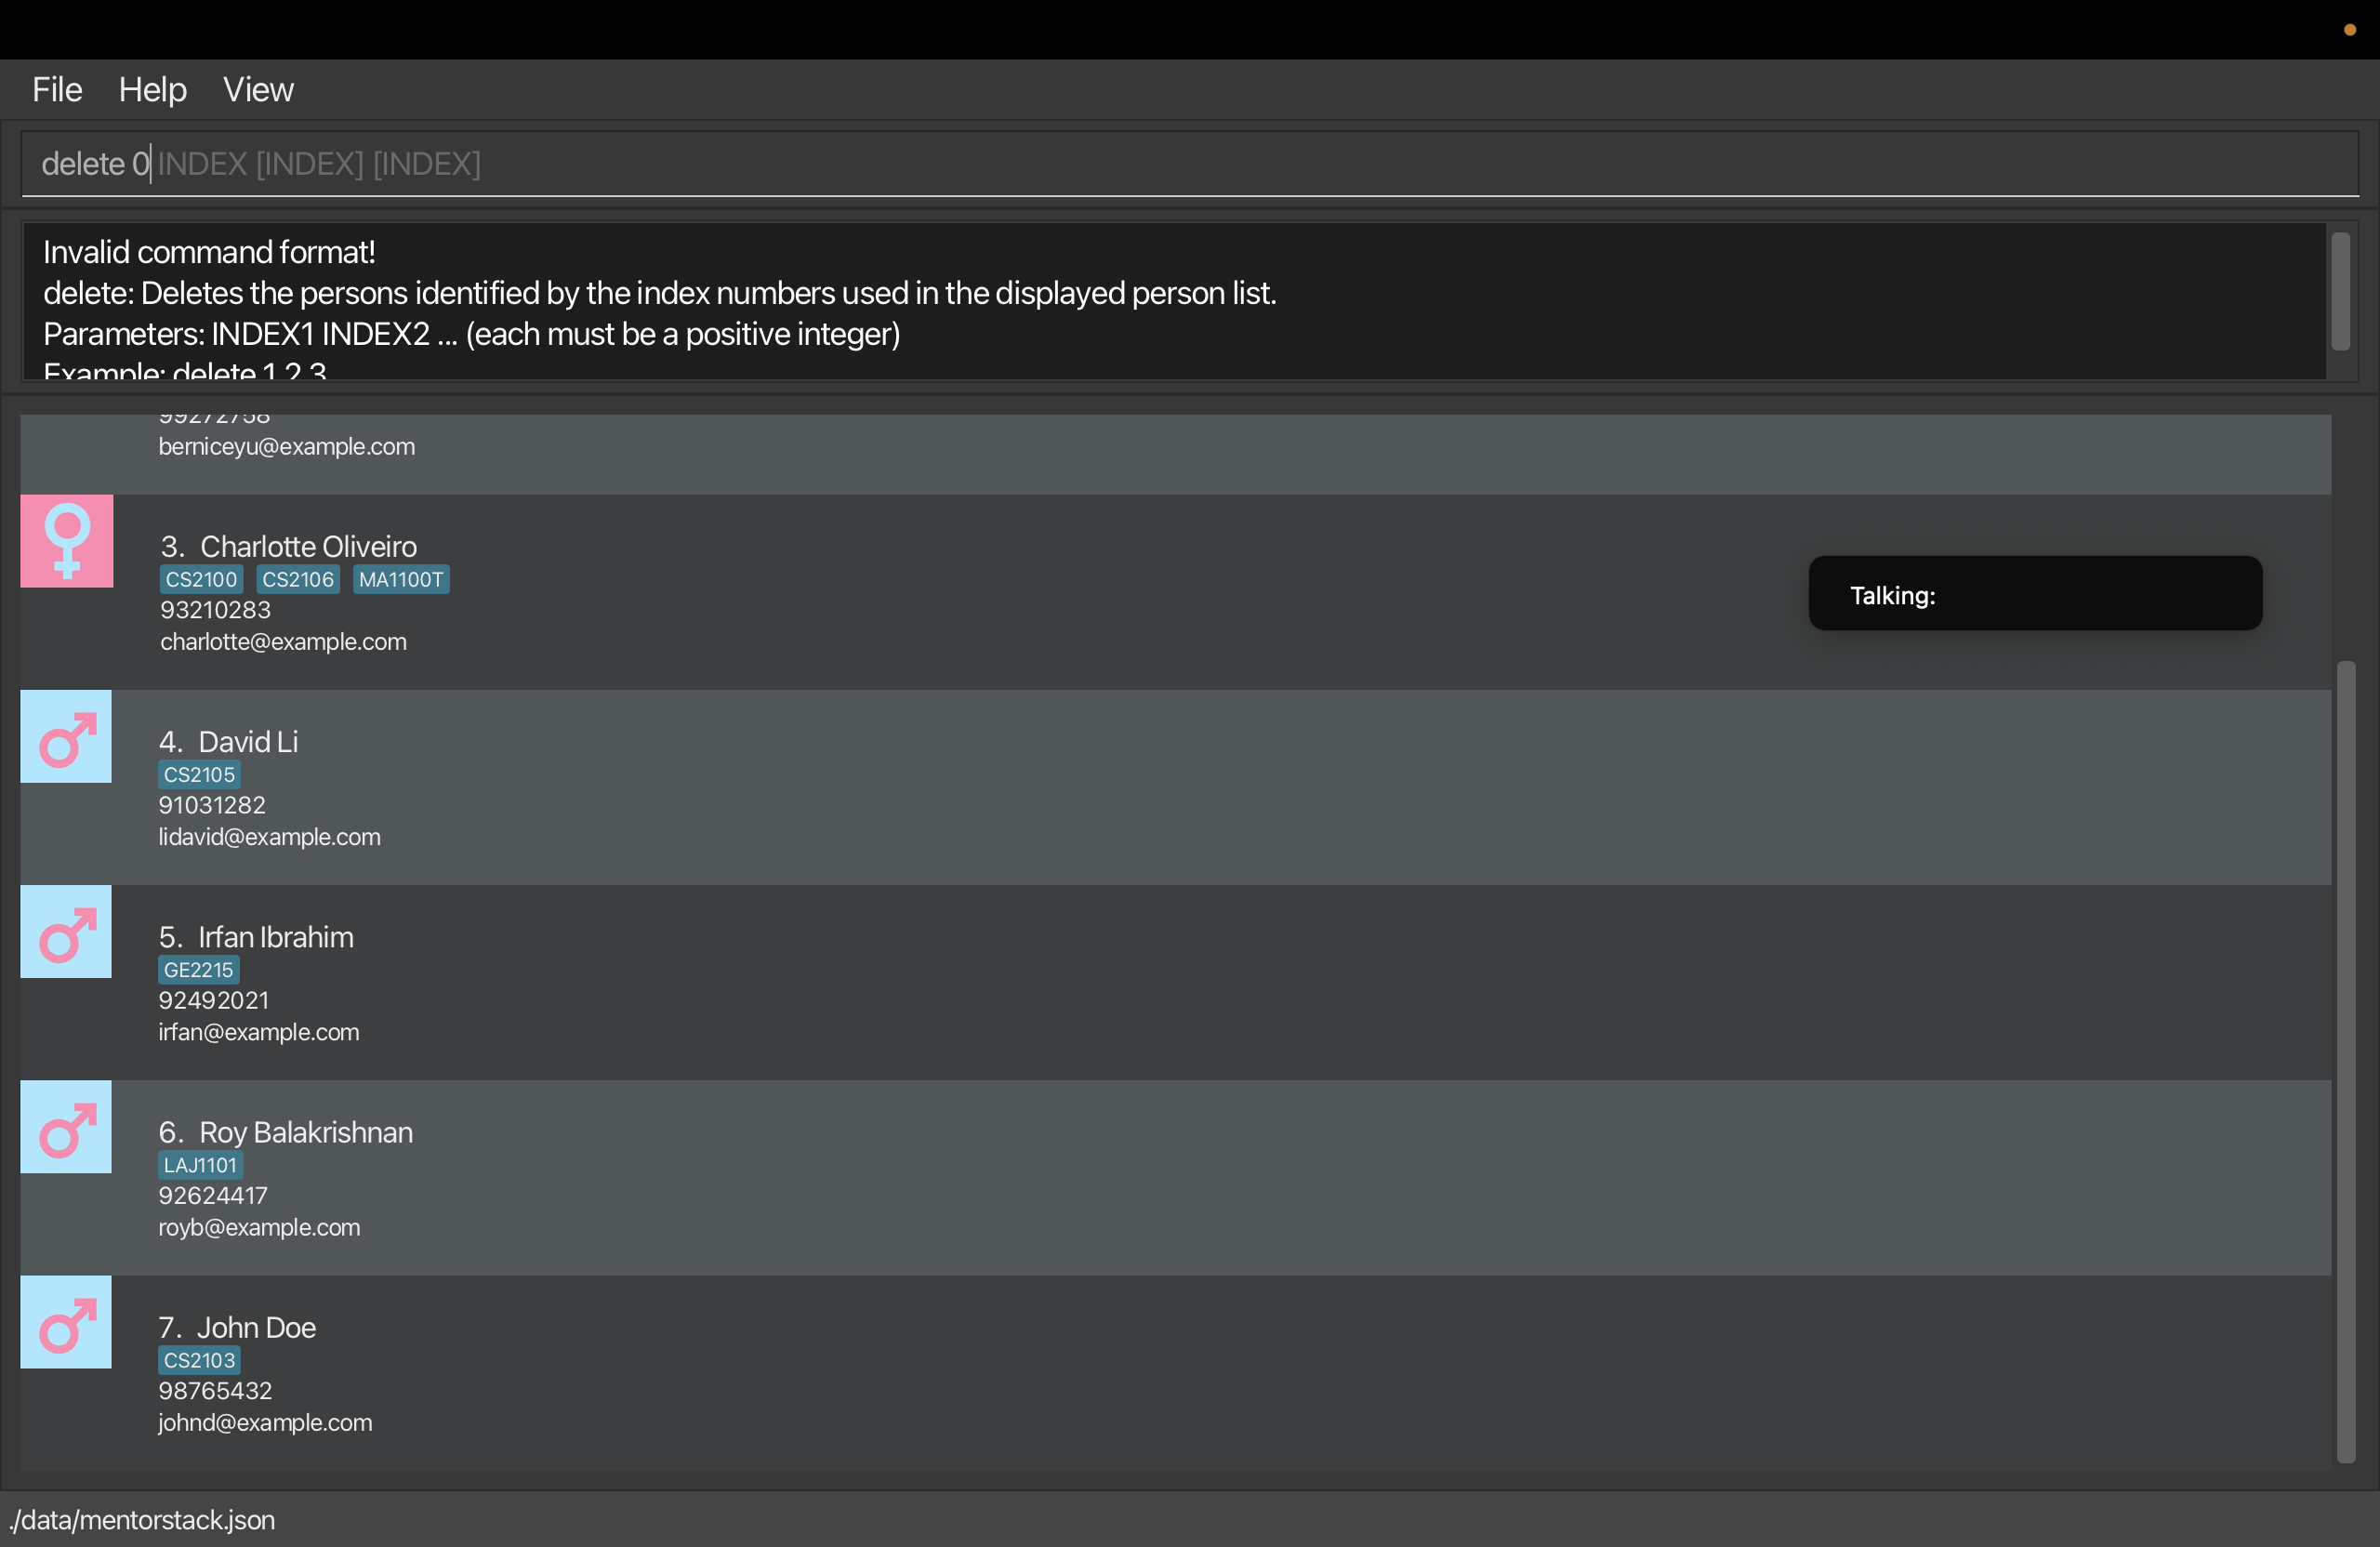 File Help View
delete 0 INDEX [INDEX] [INDEX]
Invalid command format!
delete: Deletes the persons identified by the index numbers used in the displayed person list.
Parameters: INDEX1 INDEX2 ... (each must be a positive integer)
Example: delete 1 2 3
99272758
berniceyu@example.com
3. Charlotte Oliveiro
CS2100 CS2106 MA1100T
93210283
charlotte@example.com
Talking:
4. David Li
CS2105
91031282
lidavid@example.com
5. Irfan Ibrahim
GE2215
92492021
irfan@example.com
6. Roy Balakrishnan
LAJ1101
92624417
royb@example.com
7. John Doe
CS2103
98765432
johnd@example.com
./data/mentorstack.json